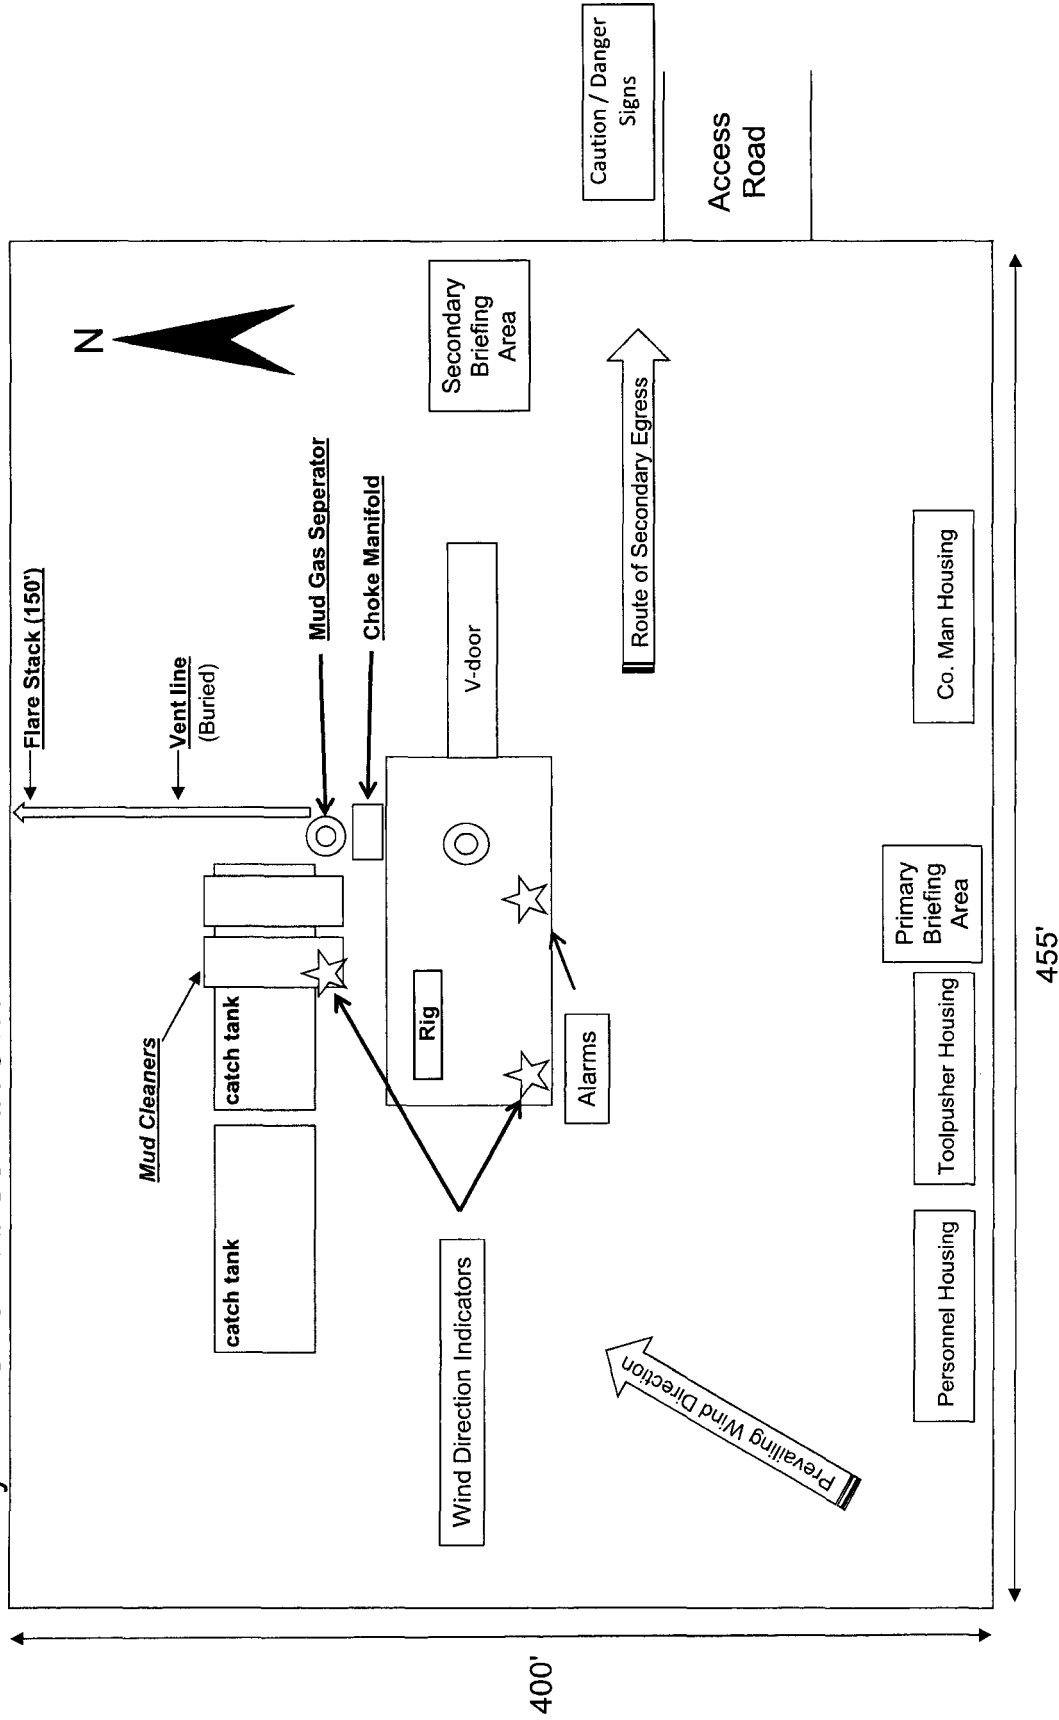 N
Flare Stack (150')
Vent line
(Buried)
Mud Gas Seperator
Choke Manifold
Mud Cleaners
catch tank
catch tank
Rig
V-door
Secondary
Briefing
Area
Caution / Danger
Signs
Access
Road
Wind Direction Indicators
Alarms
Route of Secondary Egress
Prevailing Wind Direction
Personnel Housing
Toolpusher Housing
Primary
Briefing
Area
Co. Man Housing
400'
455'